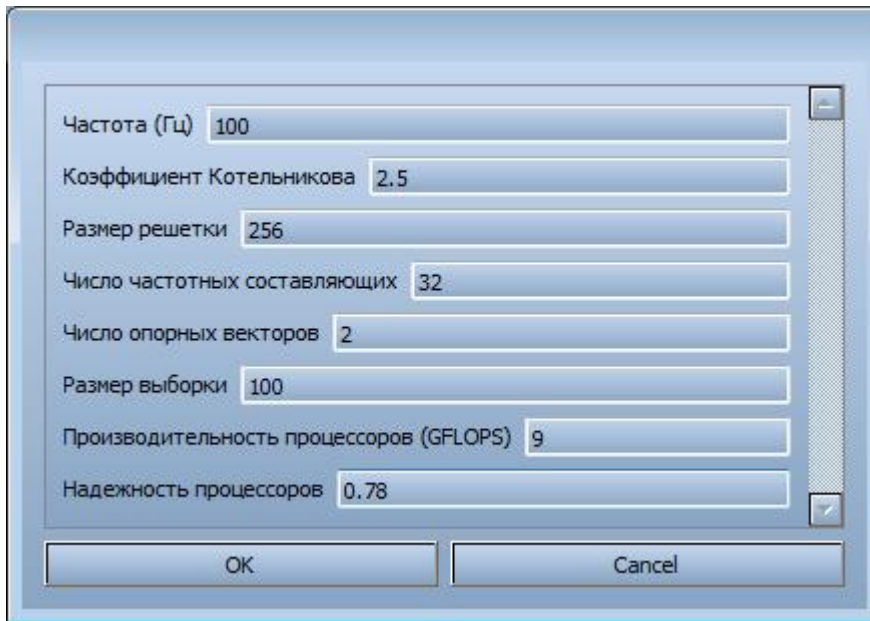 Частота (Гц) 100
Коэффициент Котельникова 2.5
Размер решетки 256
Число частотных составляющих 32
Число опорных векторов 2
Размер выборки 100
Производительность процессоров (GFLOPS) 9
Надежность процессоров 0.78
OK Cancel